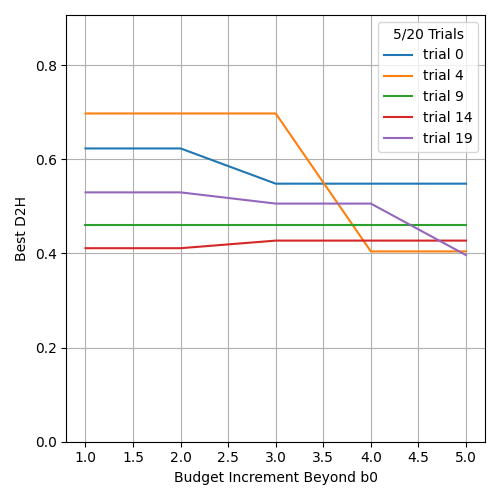 5/20 Trials
trial 0
trial 4
trial 9
trial 14
trial 19
Best D2H
0.8
0.6
0.4
0.2
0.0
1.0 1.5 2.0 2.5 3.0 3.5 4.0 4.5 5.0
Budget Increment Beyond b0